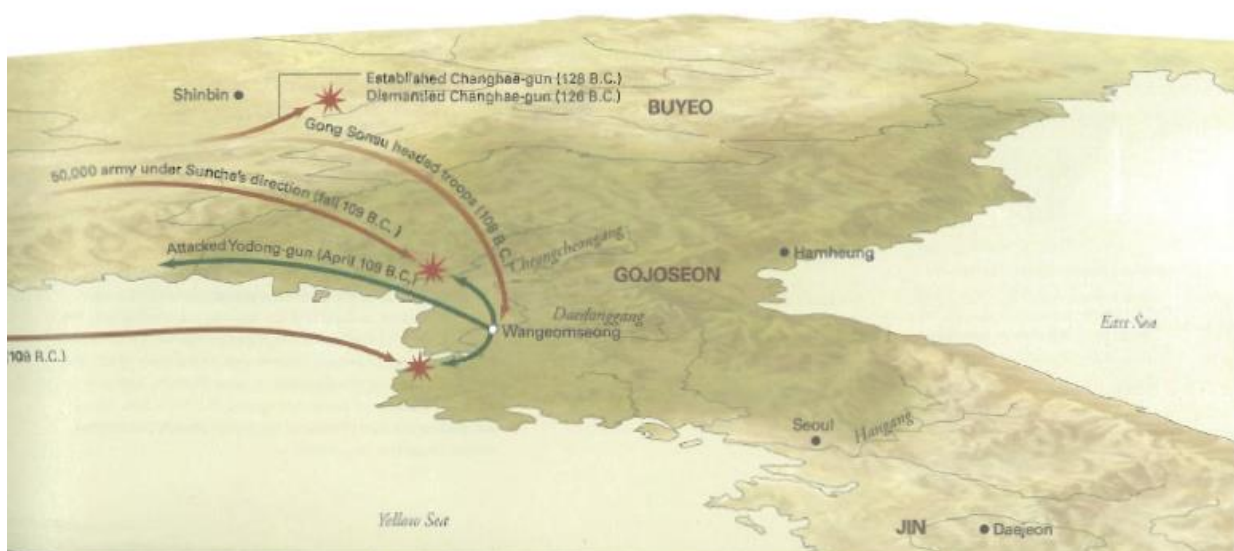 Established Changhae-gun (128 B.C.)
Dismantled Changhae-gun (126 B.C.)
Shinbin
BUYEO
Gong Sonsu headed troops (109 B.C.)
50,000 army under Sunche's direction (fall 109 B.C.)
Attacked Yodong-gun (April 109 B.C.)
Cheongcheongang
Hamheung
GOJOSEON
Daedonggang
Wangeomseong
East Sea
(109 B.C.)
Seoul
Hangang
Yellow Sea
JIN
Daejeon